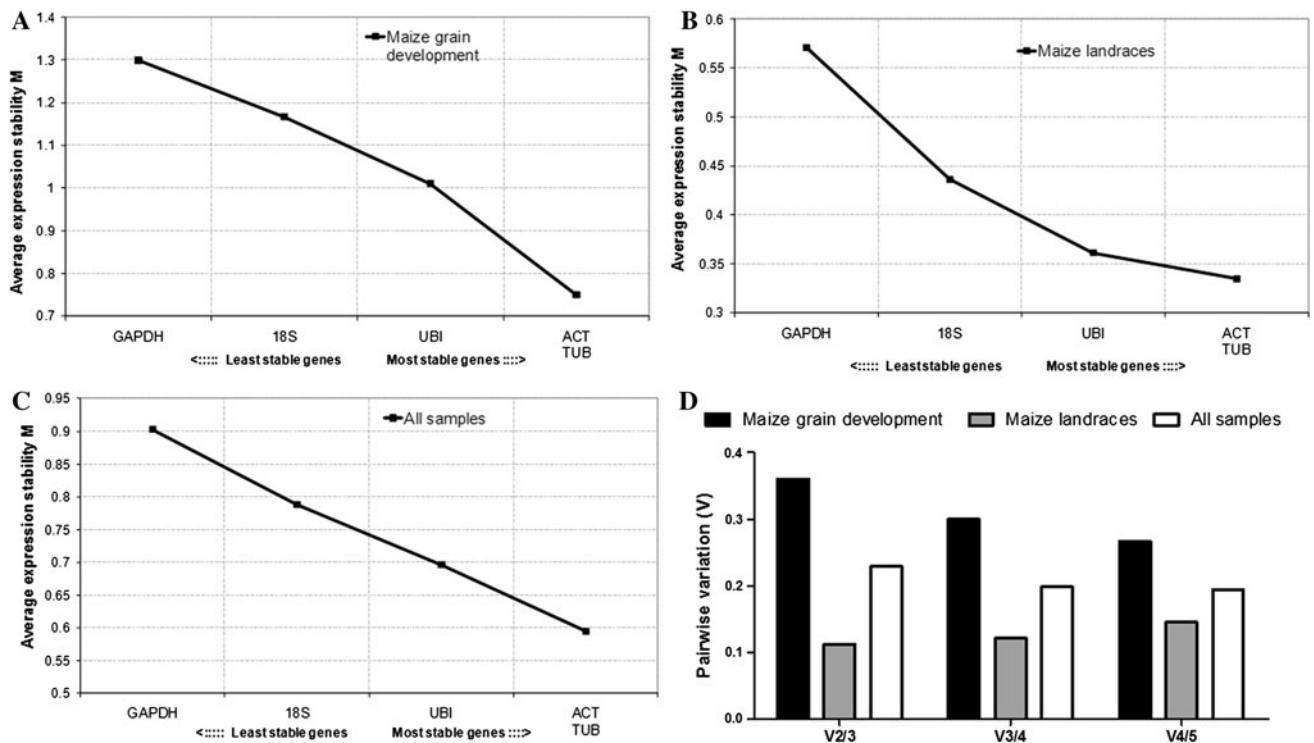 A
Average expression stability M
1.4
1.3
1.2
1.1
1
0.9
0.8
0.7
Maize grain
development
GAPDH
18S
UBI
ACT
TUB
<::::: Least stable genes
Most stable genes ::::>
B
Average expression stability M
0.6
0.55
0.5
0.45
0.4
0.35
0.3
Maize landraces
GAPDH
18S
UBI
ACT
TUB
<::::: Least stable genes
Most stable genes ::::>
C
Average expression stability M
0.95
0.9
0.85
0.8
0.75
0.7
0.65
0.6
0.55
0.5
All samples
GAPDH
18S
UBI
ACT
TUB
<::::: Least stable genes
Most stable genes ::::>
D
Maize grain development
Maize landraces
All samples
Pairwise variation (V)
0.4
0.3
0.2
0.1
0.0
V2/3
V3/4
V4/5